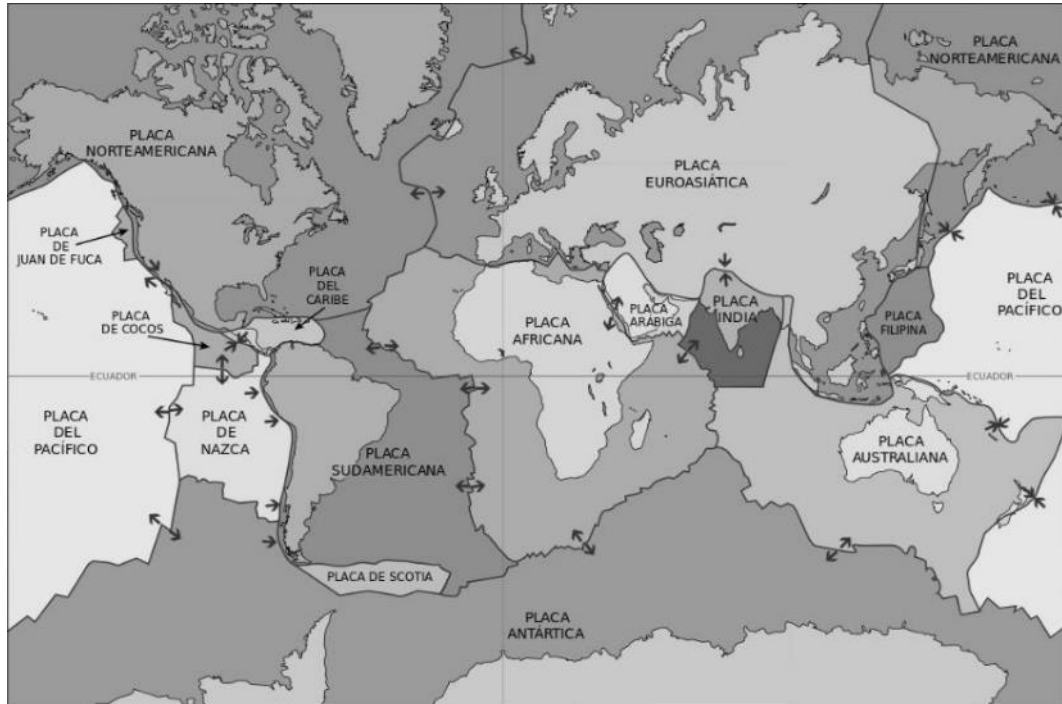 PLACA
NORTEAMERICANA
PLACA
NORTEAMERICANA
PLACA
EUROASIÁTICA
PLACA
DE
JUAN DE FUCA
PLACA
DEL
CARIBE
PLACA
DE COCOS
PLACA
AFRICANA
PLACA
ARÁBIGA
PLACA
INDIA
PLACA
FILIPINA
PLACA
DEL
PACÍFICO
ECUADOR
ECUADOR
PLACA
DEL
PACÍFICO
PLACA
DE
NAZCA
PLACA
SUDAMERICANA
PLACA
AUSTRALIANA
PLACA DE SCOTIA
PLACA
ANTÁRTICA